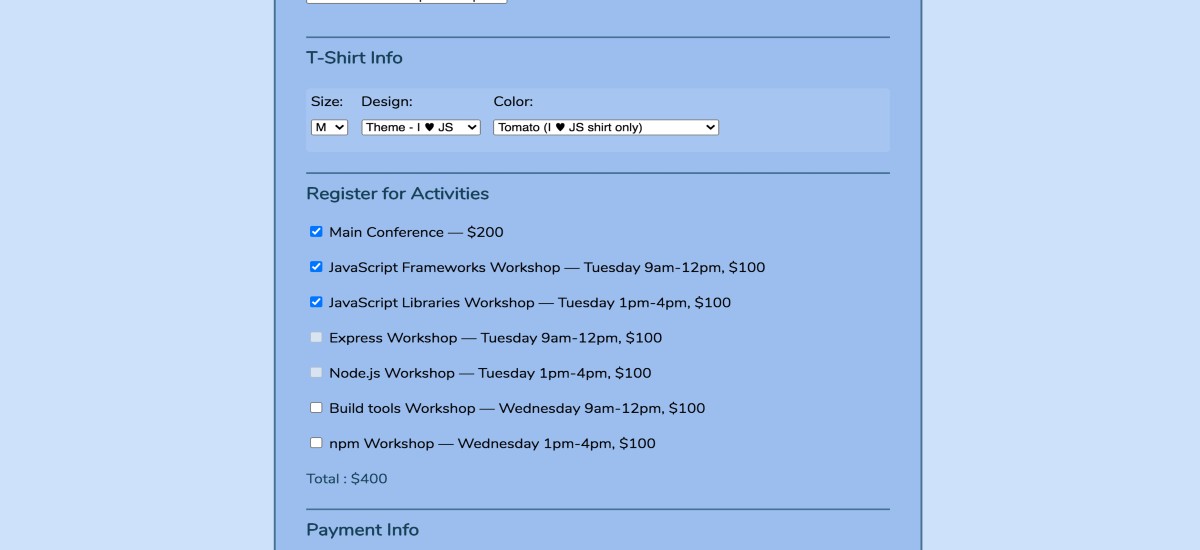 T-Shirt Info
Size: Design: Color:
M Theme - I ♥ JS Tomato (I ♥ JS shirt only)
Register for Activities
Main Conference — $200
JavaScript Frameworks Workshop — Tuesday 9am-12pm, $100
JavaScript Libraries Workshop — Tuesday 1pm-4pm, $100
Express Workshop — Tuesday 9am-12pm, $100
Node.js Workshop — Tuesday 1pm-4pm, $100
Build tools Workshop — Wednesday 9am-12pm, $100
npm Workshop — Wednesday 1pm-4pm, $100
Total : $400
Payment Info